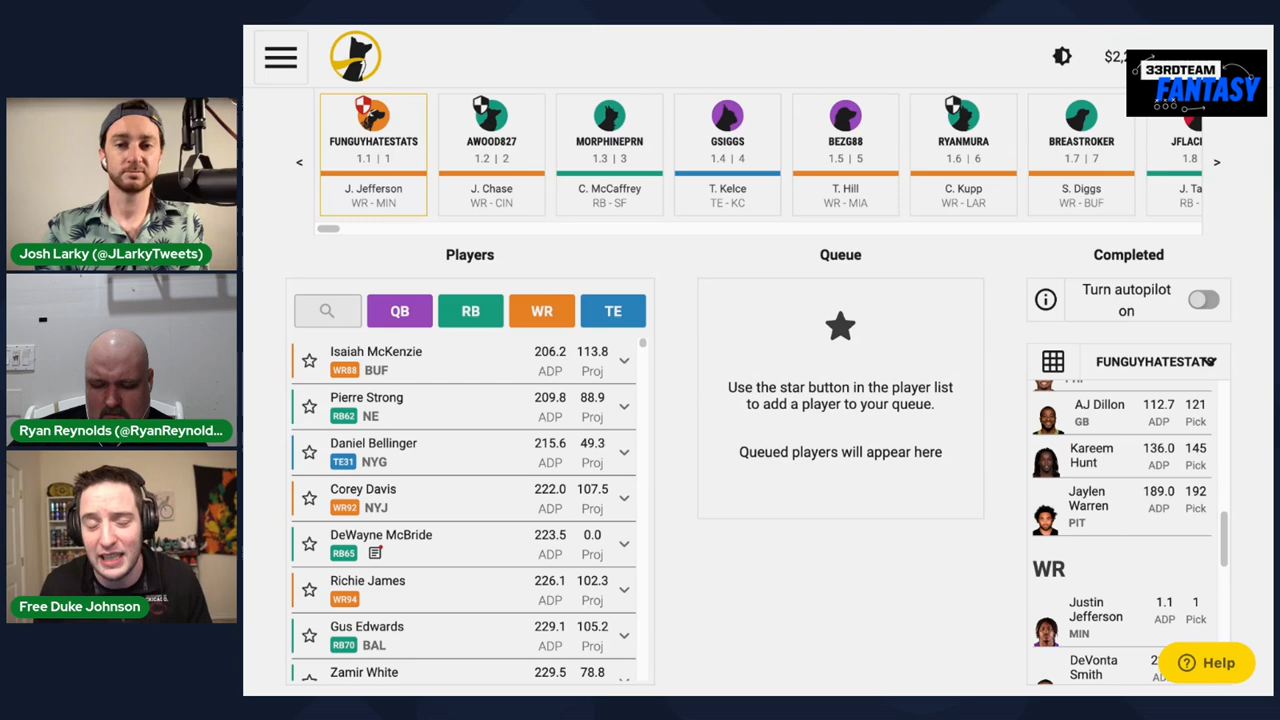 Josh Larky (@JLarkyTweets)
Ryan Reynolds (@RyanReynold...
Free Duke Johnson
33RDTEAM
FANTASY
FUNGUYHATESTATS
1.1 | 1
J. Jefferson
WR - MIN
AWOOD827
1.2 | 2
J. Chase
WR - CIN
MORPHINEPRN
1.3 | 3
C. McCaffrey
RB - SF
GSIGGS
1.4 | 4
T. Kelce
TE - KC
BEZG88
1.5 | 5
T. Hill
WR - MIA
RYANMURA
1.6 | 6
C. Kupp
WR - LAR
BREASTROKER
1.7 | 7
S. Diggs
WR - BUF
JFLAC
1.8
J. Ta
RB -
Players
QB
RB
WR
TE
Isaiah McKenzie 206.2 113.8
WR88 BUF ADP Proj
Pierre Strong 209.8 88.9
RB62 NE ADP Proj
Daniel Bellinger 215.6 49.3
TE31 NYG ADP Proj
Corey Davis 222.0 107.5
WR92 NYJ ADP Proj
DeWayne McBride 223.5 0.0
RB65 ADP Proj
Richie James 226.1 102.3
WR94 ADP Proj
Gus Edwards 229.1 105.2
RB70 BAL ADP Proj
Zamir White 229.5 78.8
Queue
Use the star button in the player list
to add a player to your queue.
Queued players will appear here
Completed
Turn autopilot
on
FUNGUYHATESTATS
AJ Dillon 112.7 121
GB ADP Pick
Kareem 136.0 145
Hunt ADP Pick
Jaylen 189.0 192
Warren ADP Pick
PIT
WR
Justin 1.1 1
Jefferson ADP Pick
MIN
DeVonta
Smith
Help